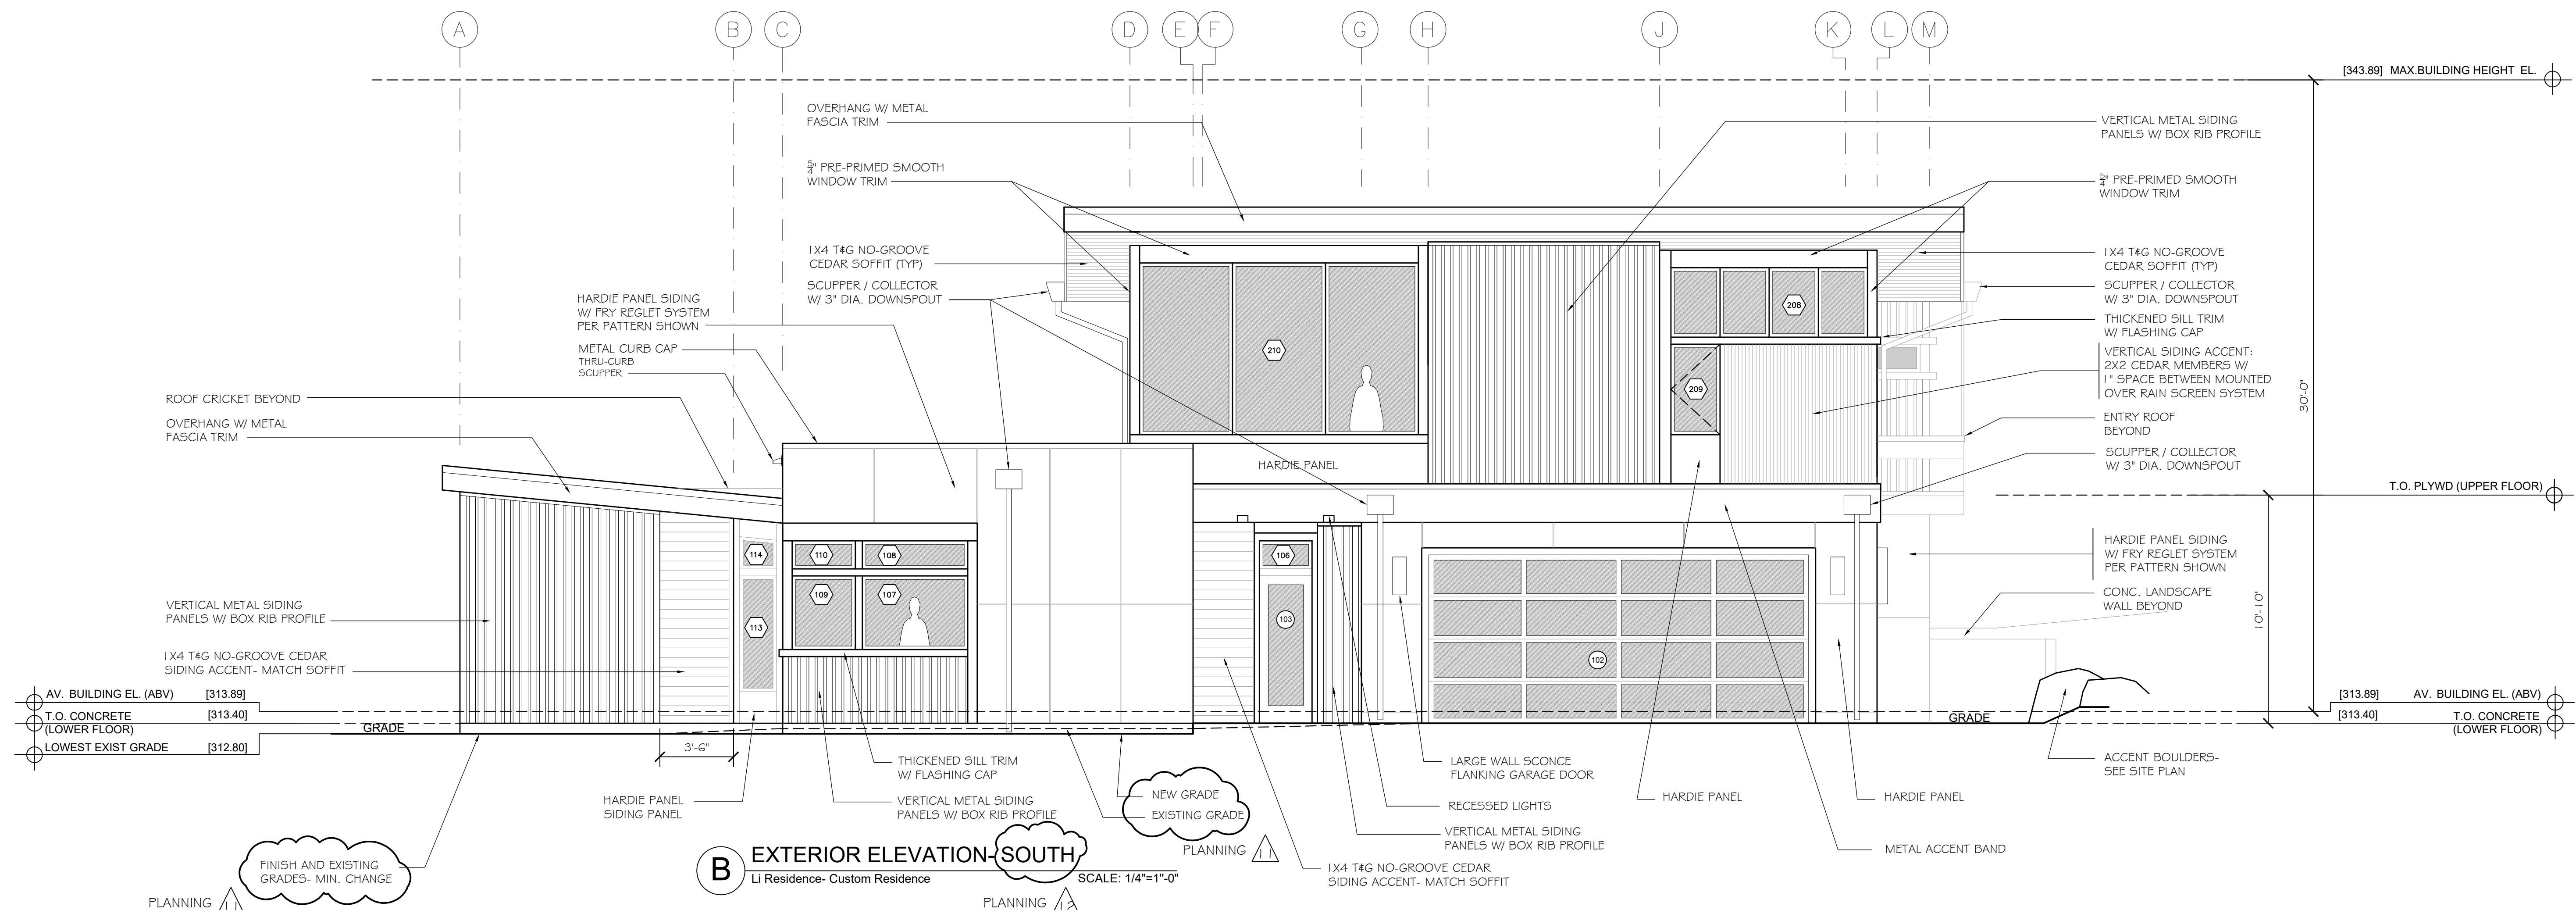 A
B
C
D
E
F
G
H
J
K
L
M
[343.89] MAX.BUILDING HEIGHT EL.
OVERHANG W/ METAL
FASCIA TRIM
5/4" PRE-PRIMED SMOOTH
WINDOW TRIM
1X4 T&G NO-GROOVE
CEDAR SOFFIT (TYP)
SCUPPER / COLLECTOR
W/ 3" DIA. DOWNSPOUT
HARDIE PANEL SIDING
W/ FRY REGLET SYSTEM
PER PATTERN SHOWN
METAL CURB CAP
THRU-CURB
SCUPPER
ROOF CRICKET BEYOND
OVERHANG W/ METAL
FASCIA TRIM
VERTICAL METAL SIDING
PANELS W/ BOX RIB PROFILE
1X4 T&G NO-GROOVE CEDAR
SIDING ACCENT- MATCH SOFFIT
AV. BUILDING EL. (ABV) [313.89]
T.O. CONCRETE [313.40]
(LOWER FLOOR)
LOWEST EXIST GRADE [312.80]
GRADE
3'-6"
114
113
110
108
109
107
210
HARDIE PANEL
106
103
102
208
209
VERTICAL METAL SIDING
PANELS W/ BOX RIB PROFILE
5/4" PRE-PRIMED SMOOTH
WINDOW TRIM
1X4 T&G NO-GROOVE
CEDAR SOFFIT (TYP)
SCUPPER / COLLECTOR
W/ 3" DIA. DOWNSPOUT
THICKENED SILL TRIM
W/ FLASHING CAP
VERTICAL SIDING ACCENT:
2X2 CEDAR MEMBERS W/
1" SPACE BETWEEN MOUNTED
OVER RAIN SCREEN SYSTEM
ENTRY ROOF
BEYOND
SCUPPER / COLLECTOR
W/ 3" DIA. DOWNSPOUT
30'-0"
T.O. PLYWD (UPPER FLOOR)
HARDIE PANEL SIDING
W/ FRY REGLET SYSTEM
PER PATTERN SHOWN
CONC. LANDSCAPE
WALL BEYOND
10'-10"
[313.89] AV. BUILDING EL. (ABV)
[313.40] T.O. CONCRETE
(LOWER FLOOR)
GRADE
ACCENT BOULDERS-
SEE SITE PLAN
HARDIE PANEL
SIDING PANEL
THICKENED SILL TRIM
W/ FLASHING CAP
VERTICAL METAL SIDING
PANELS W/ BOX RIB PROFILE
NEW GRADE
EXISTING GRADE
PLANNING 11
LARGE WALL SCONCE
FLANKING GARAGE DOOR
RECESSED LIGHTS
VERTICAL METAL SIDING
PANELS W/ BOX RIB PROFILE
1X4 T&G NO-GROOVE CEDAR
SIDING ACCENT- MATCH SOFFIT
HARDIE PANEL
HARDIE PANEL
METAL ACCENT BAND
FINISH AND EXISTING
GRADES- MIN. CHANGE
PLANNING 11
B
EXTERIOR ELEVATION-SOUTH
Li Residence- Custom Residence
SCALE: 1/4"=1"-0"
PLANNING 12